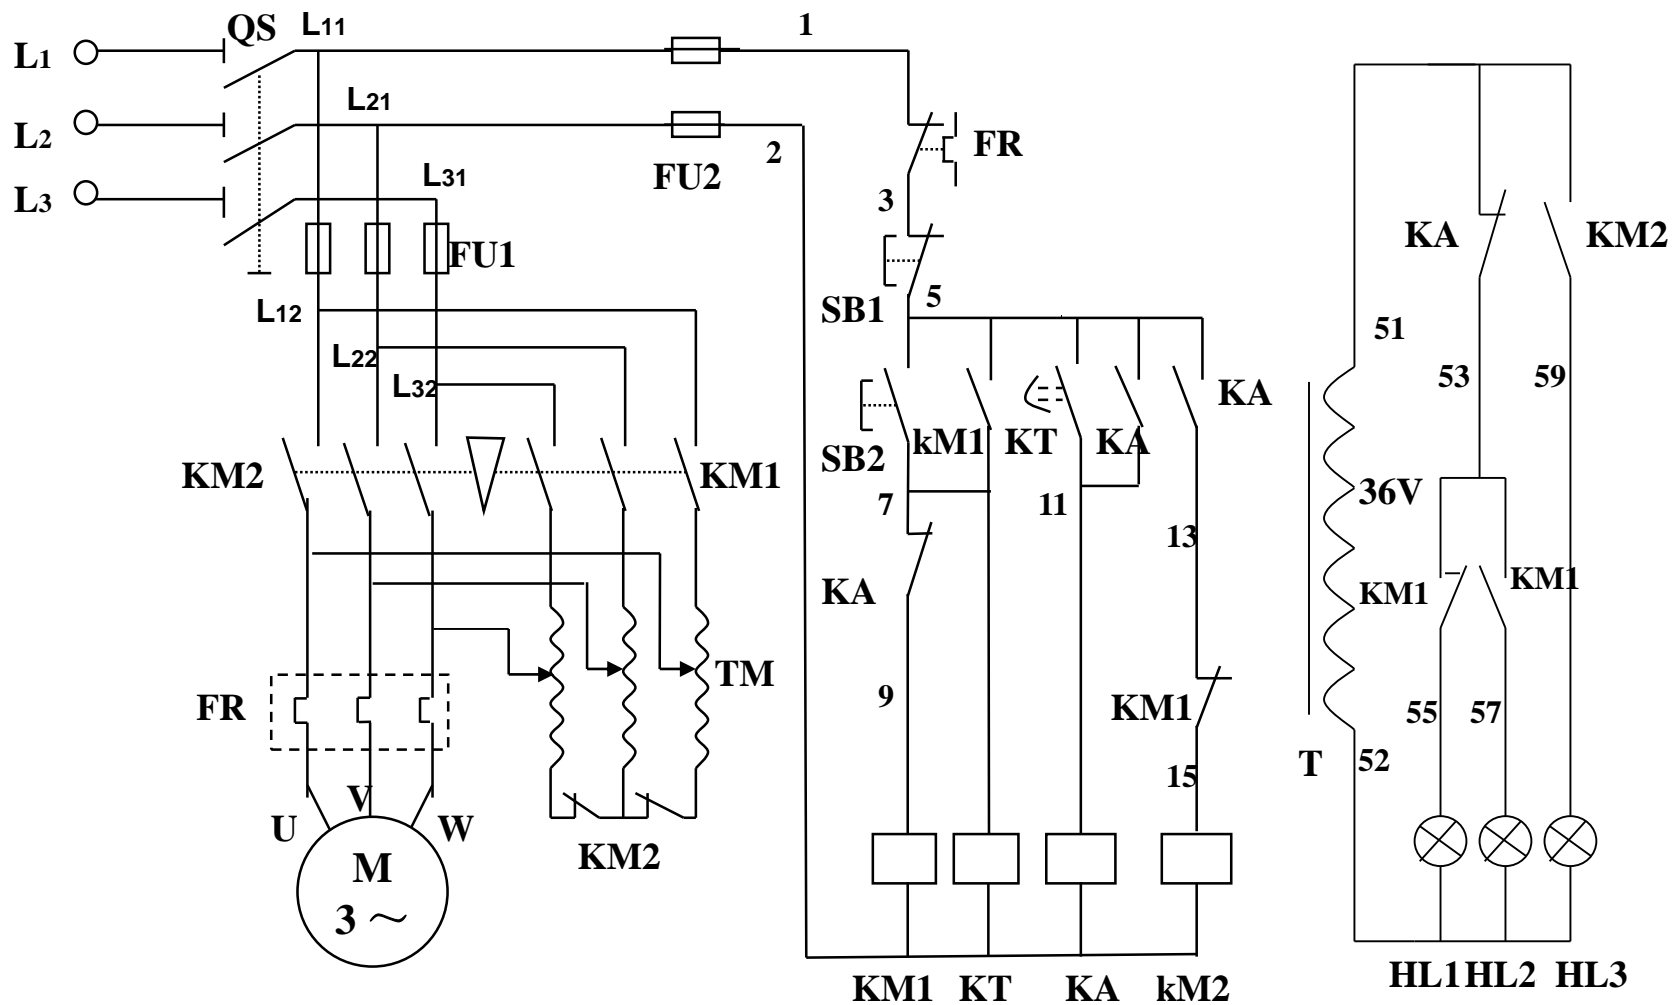 QS L11 1
L1
L21
L2 2 FR
FU2
L31
L3 3
KA KM2
FU1
SB1 5
L12
51
L22
L32 53 59
KA
kM1 KT KA
SB2
KM2 KM1
7 11 36V
13
KA KM1 KM1
TM
FR 9 KM1 55 57
T 52
15
V
U W
KM2
M
3 ~
KM1 KT KA kM2 HL1 HL2 HL3